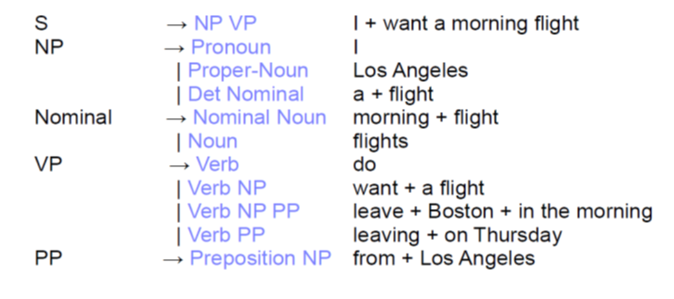 S → NP VP I + want a morning flight
NP → Pronoun I
| Proper-Noun Los Angeles
| Det Nominal a + flight
Nominal → Nominal Noun morning + flight
| Noun flights
VP → Verb do
| Verb NP want + a flight
| Verb NP PP leave + Boston + in the morning
| Verb PP leaving + on Thursday
PP → Preposition NP from + Los Angeles